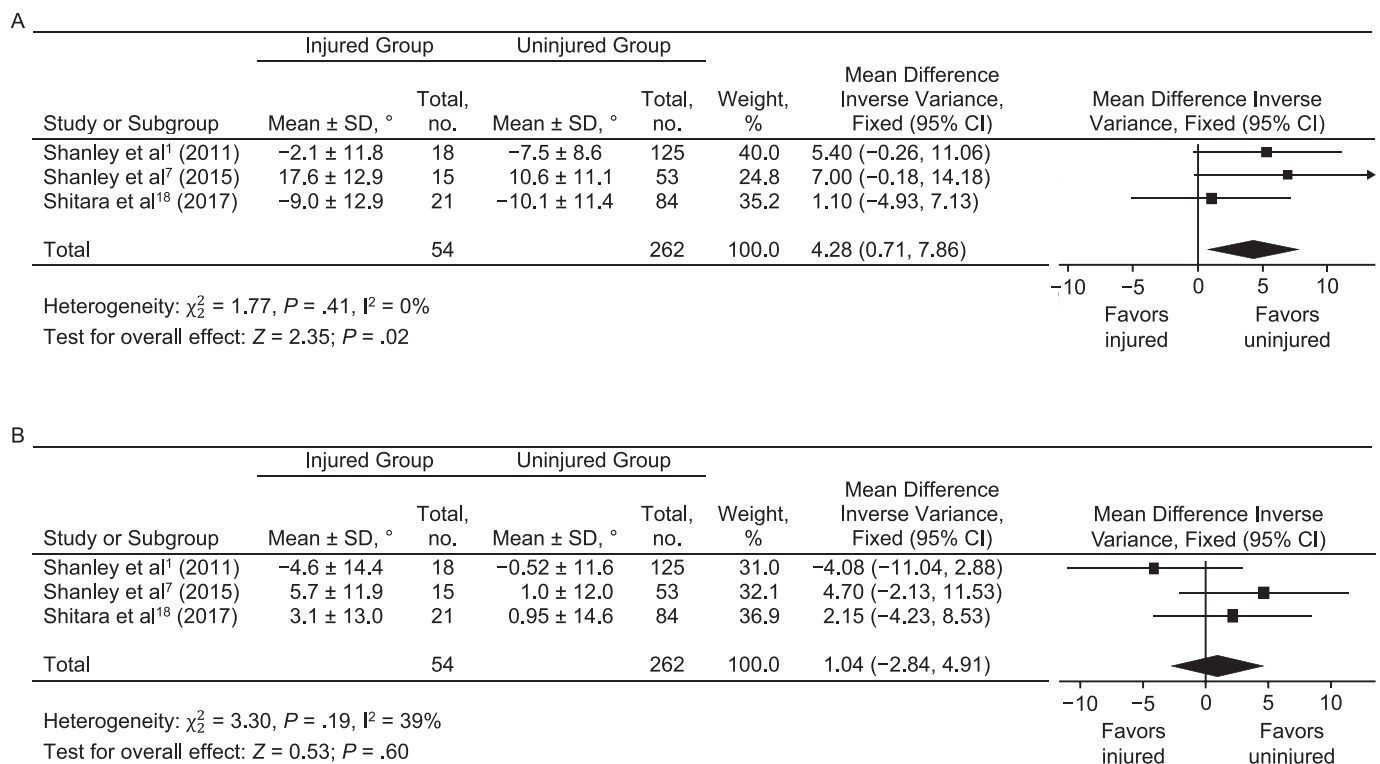 A
Injured Group Uninjured Group
Mean Difference
Total, Total, Weight, Inverse Variance, Mean Difference Inverse
Study or Subgroup Mean ± SD, ° no. Mean ± SD, ° no. % Fixed (95% CI) Variance, Fixed (95% CI)
Shanley et al¹ (2011) −2.1 ± 11.8 18 −7.5 ± 8.6 125 40.0 5.40 (−0.26, 11.06)
Shanley et al⁷ (2015) 17.6 ± 12.9 15 10.6 ± 11.1 53 24.8 7.00 (−0.18, 14.18)
Shitara et al¹⁸ (2017) −9.0 ± 12.9 21 −10.1 ± 11.4 84 35.2 1.10 (−4.93, 7.13)
Total 54 262 100.0 4.28 (0.71, 7.86)
−10 −5 0 5 10
Heterogeneity: χ²₂ = 1.77, P = .41, I² = 0%
Favors Favors
Test for overall effect: Z = 2.35; P = .02
injured uninjured
B
Injured Group Uninjured Group
Mean Difference
Total, Total, Weight, Inverse Variance, Mean Difference Inverse
Study or Subgroup Mean ± SD, ° no. Mean ± SD, ° no. % Fixed (95% CI) Variance, Fixed (95% CI)
Shanley et al¹ (2011) −4.6 ± 14.4 18 −0.52 ± 11.6 125 31.0 −4.08 (−11.04, 2.88)
Shanley et al⁷ (2015) 5.7 ± 11.9 15 1.0 ± 12.0 53 32.1 4.70 (−2.13, 11.53)
Shitara et al¹⁸ (2017) 3.1 ± 13.0 21 0.95 ± 14.6 84 36.9 2.15 (−4.23, 8.53)
Total 54 262 100.0 1.04 (−2.84, 4.91)
−10 −5 0 5 10
Heterogeneity: χ²₂ = 3.30, P = .19, I² = 39%
Favors Favors
Test for overall effect: Z = 0.53; P = .60
injured uninjured